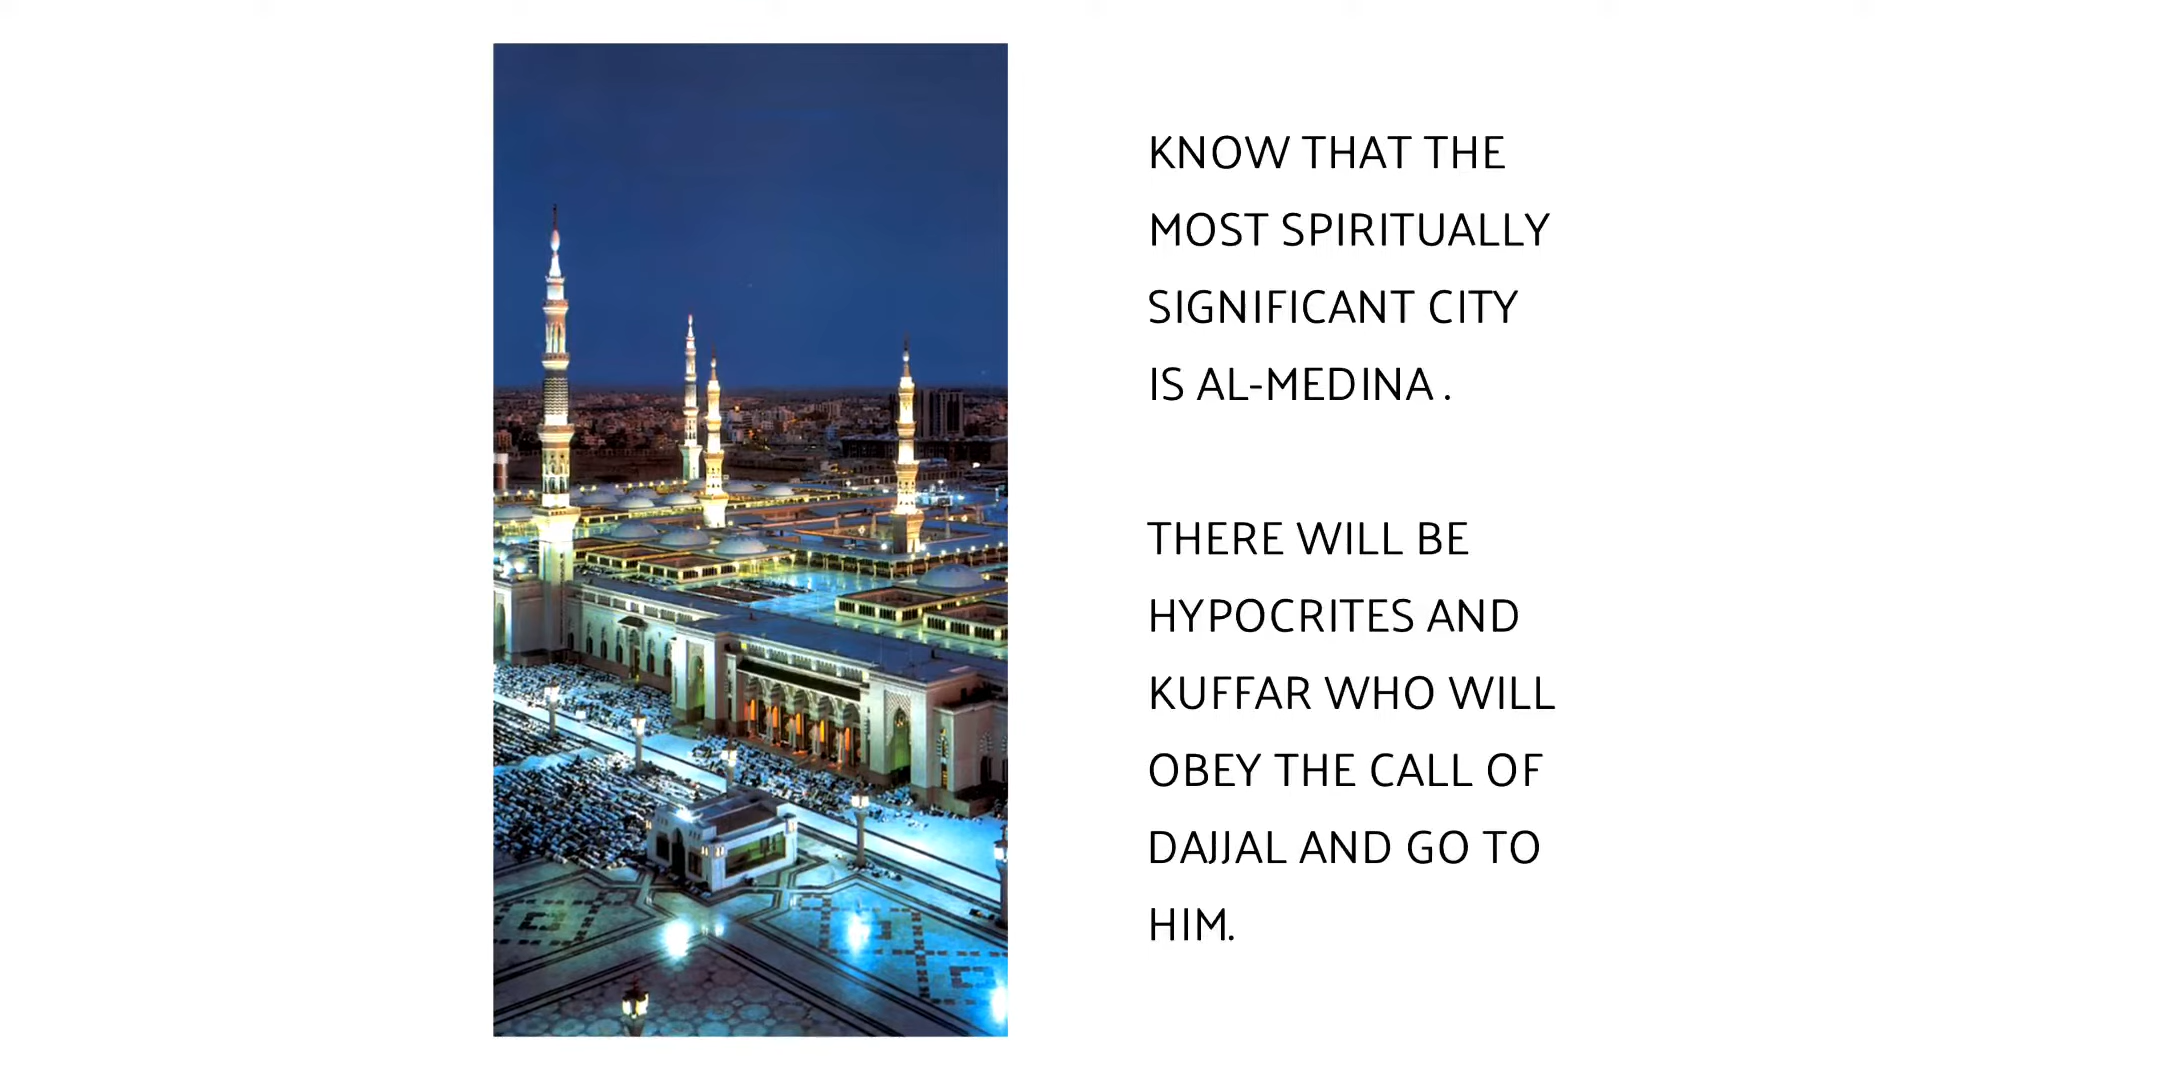 KNOW THAT THE
MOST SPIRITUALLY
SIGNIFICANT CITY
IS AL-MEDINA .
THERE WILL BE
HYPOCRITES AND
KUFFAR WHO WILL
OBEY THE CALL OF
DAJJAL AND GO TO
HIM.